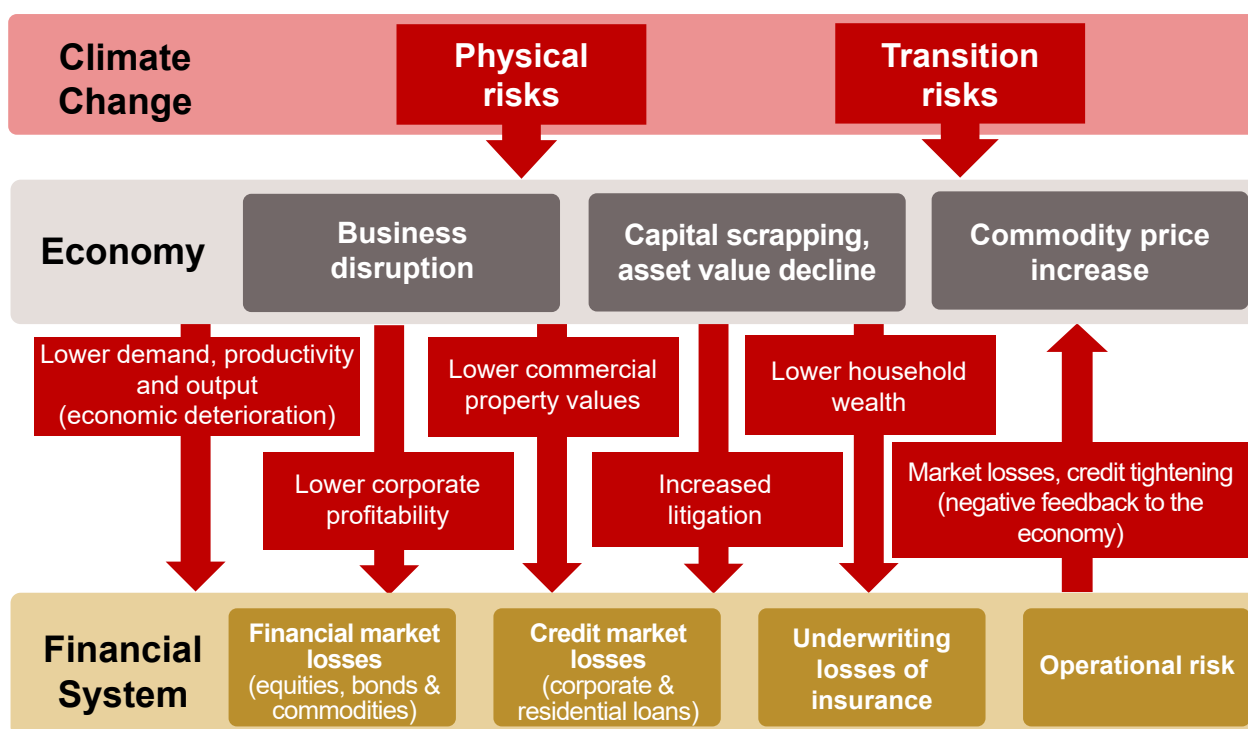 Climate
Change
Physical
risks
Transition
risks
Economy
Business
disruption
Capital scrapping,
asset value decline
Commodity price
increase
Lower demand, productivity
and output
(economic deterioration)
Lower commercial
property values
Lower household
wealth
Lower corporate
profitability
Increased
litigation
Market losses, credit tightening
(negative feedback to the
economy)
Financial
System
Financial market
losses
(equities, bonds &
commodities)
Credit market
losses
(corporate &
residential loans)
Underwriting
losses of
insurance
Operational risk